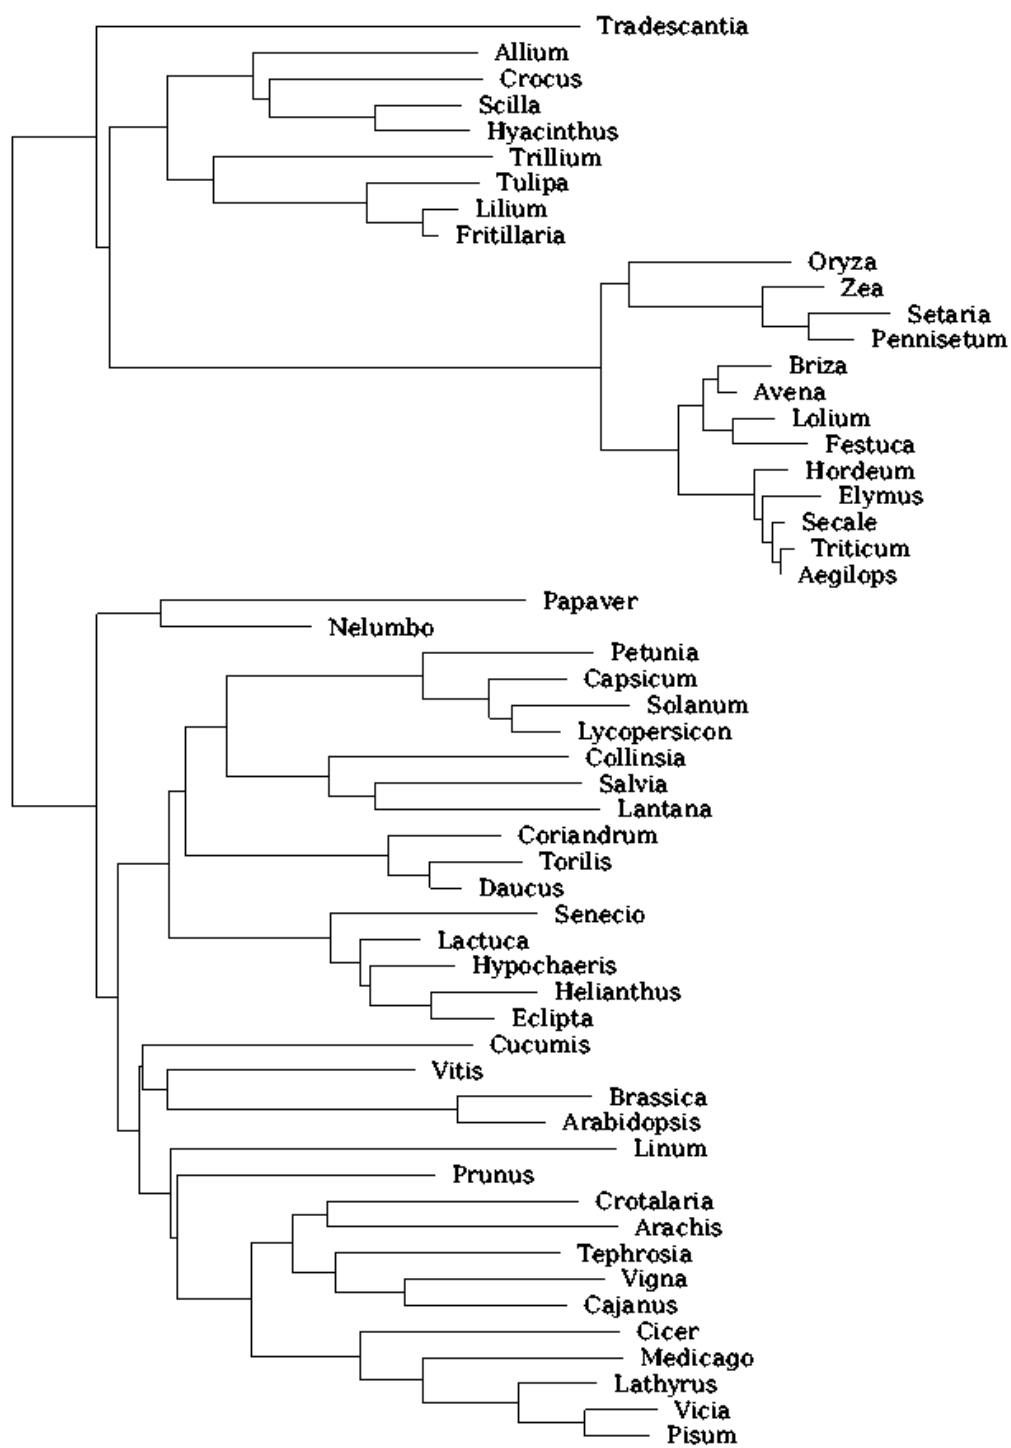 Tradescantia
Allium
Crocus
Scilla
Hyacinthus
Trillium
Tulipa
Lilium
Fritillaria
Oryza
Zea
Setaria
Pennisetum
Briza
Avena
Lolium
Festuca
Hordeum
Elymus
Secale
Triticum
Aegilops
Papaver
Nelumbo
Petunia
Capsicum
Solanum
Lycopersicon
Collinsia
Salvia
Lantana
Coriandrum
Torilis
Daucus
Senecio
Lactuca
Hypochaeris
Helianthus
Eclipta
Cucumis
Vitis
Brassica
Arabidopsis
Linum
Prunus
Crotalaria
Arachis
Tephrosia
Vigna
Cajanus
Cicer
Medicago
Lathyrus
Vicia
Pisum